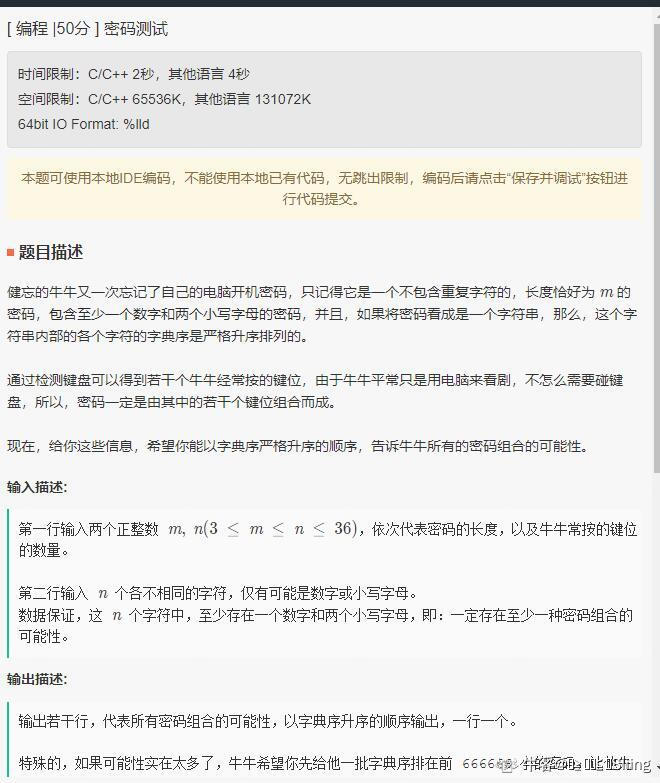 [ 编程 |50分 ] 密码测试
时间限制：C/C++ 2秒，其他语言 4秒
空间限制：C/C++ 65536K，其他语言 131072K
64bit IO Format: %lld
本题可使用本地IDE编码，不能使用本地已有代码，无跳出限制，编码后请点击“保存并调试”按钮进
行代码提交。
题目描述
健忘的牛牛又一次忘记了自己的电脑开机密码，只记得它是一个不包含重复字符的，长度恰好为 m 的
密码，包含至少一个数字和两个小写字母的密码，并且，如果将密码看成是一个字符串，那么，这个字
符串内部的各个字符的字典序是严格升序排列的。
通过检测键盘可以得到若干个牛牛经常按的键位，由于牛牛平常只是用电脑来看剧，不怎么需要碰键
盘，所以，密码一定是由其中的若干个键位组合而成。
现在，给你这些信息，希望你能以字典序严格升序的顺序，告诉牛牛所有的密码组合的可能性。
输入描述:
第一行输入两个正整数 m, n(3 ≤ m ≤ n ≤ 36)，依次代表密码的长度，以及牛牛常按的键位
的数量。
第二行输入 n 个各不相同的字符，仅有可能是数字或小写字母。
数据保证，这 n 个字符中，至少存在一个数字和两个小写字母，即：一定存在至少一种密码组合的
可能性。
输出描述:
输出若干行，代表所有密码组合的可能性，以字典序升序的顺序输出，一行一个。
特殊的，如果可能性实在太多了，牛牛希望你先给他一批字典序排在前 666666